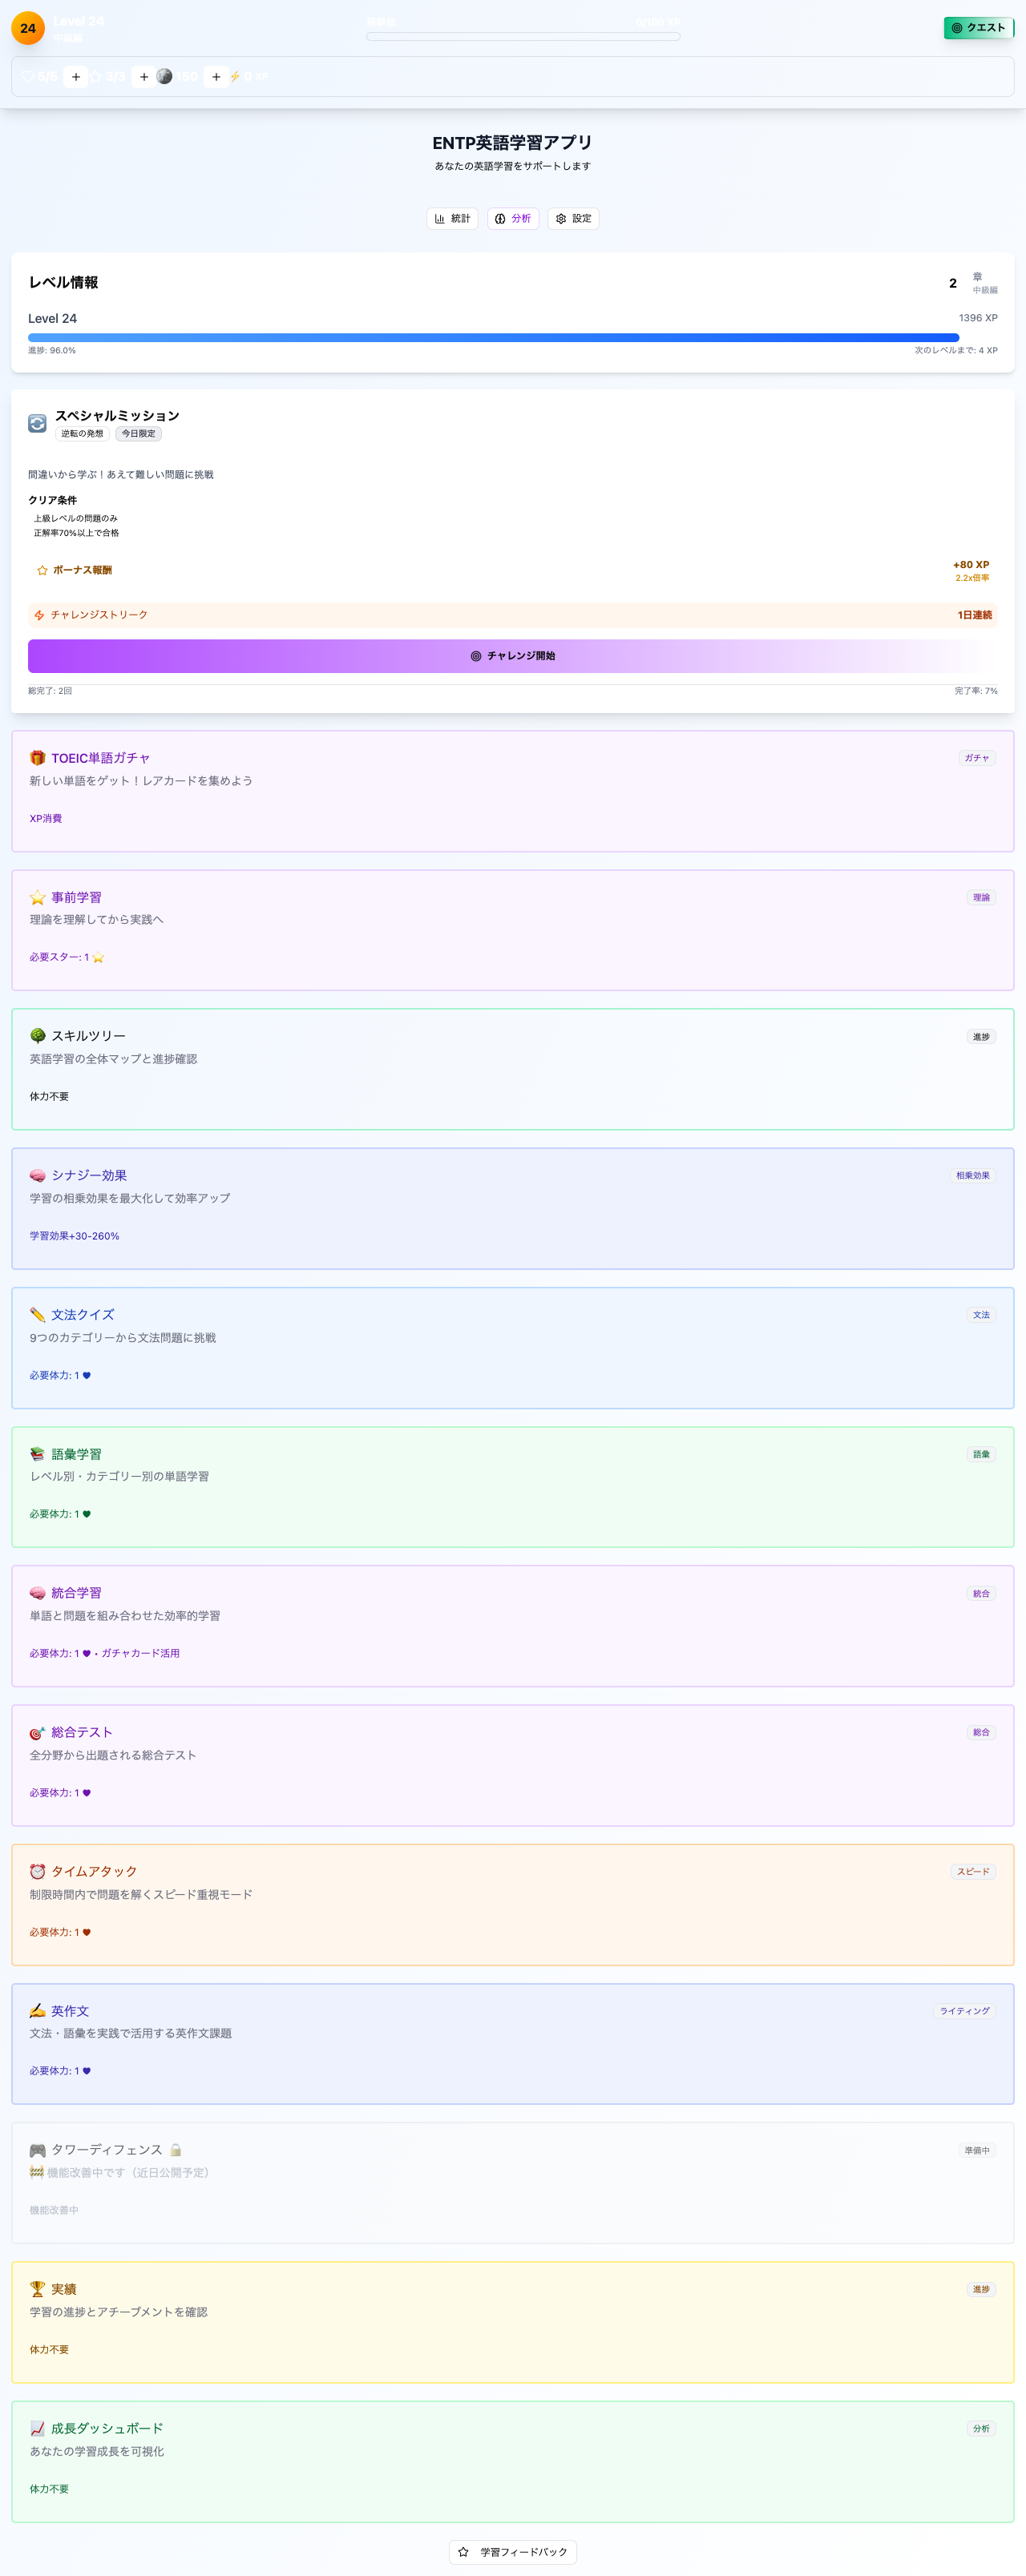 24
Level 24
中級編
経験値
0/100 XP
クエスト
5/5
+
3/3
+
150
+
0 XP
ENTP英語学習アプリ
あなたの英語学習をサポートします
統計
分析
設定
レベル情報
2
章
中級編
Level 24
1396 XP
進捗: 96.0%
次のレベルまで: 4 XP
スペシャルミッション
逆転の発想
今日限定
間違いから学ぶ！あえて難しい問題に挑戦
クリア条件
上級レベルの問題のみ
正解率70%以上で合格
ボーナス報酬
+80 XP
2.2x倍率
チャレンジストリーク
1日連続
チャレンジ開始
総完了: 2回
完了率: 7%
TOEIC単語ガチャ
ガチャ
新しい単語をゲット！レアカードを集めよう
XP消費
事前学習
理論
理論を理解してから実践へ
必要スター: 1 ⭐
スキルツリー
進捗
英語学習の全体マップと進捗確認
体力不要
シナジー効果
相乗効果
学習の相乗効果を最大化して効率アップ
学習効果+30-260%
文法クイズ
文法
9つのカテゴリーから文法問題に挑戦
必要体力: 1 ♥
語彙学習
語彙
レベル別・カテゴリー別の単語学習
必要体力: 1 ♥
統合学習
統合
単語と問題を組み合わせた効率的学習
必要体力: 1 ♥ • ガチャカード活用
総合テスト
総合
全分野から出題される総合テスト
必要体力: 1 ♥
タイムアタック
スピード
制限時間内で問題を解くスピード重視モード
必要体力: 1 ♥
英作文
ライティング
文法・語彙を実践で活用する英作文課題
必要体力: 1 ♥
タワーディフェンス
準備中
機能改善中です（近日公開予定）
機能改善中
実績
進捗
学習の進捗とアチーブメントを確認
体力不要
成長ダッシュボード
分析
あなたの学習成長を可視化
体力不要
学習フィードバック